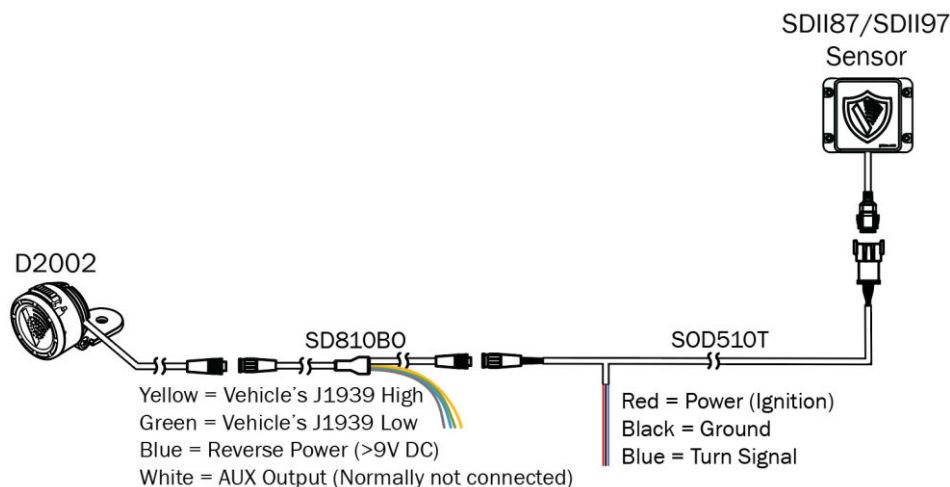 SDII87/SDII97
Sensor
D2002
SD810BO
SOD510T
Yellow = Vehicle's J1939 High
Green = Vehicle's J1939 Low
Blue = Reverse Power (>9V DC)
White = AUX Output (Normally not connected)
Red = Power (Ignition)
Black = Ground
Blue = Turn Signal